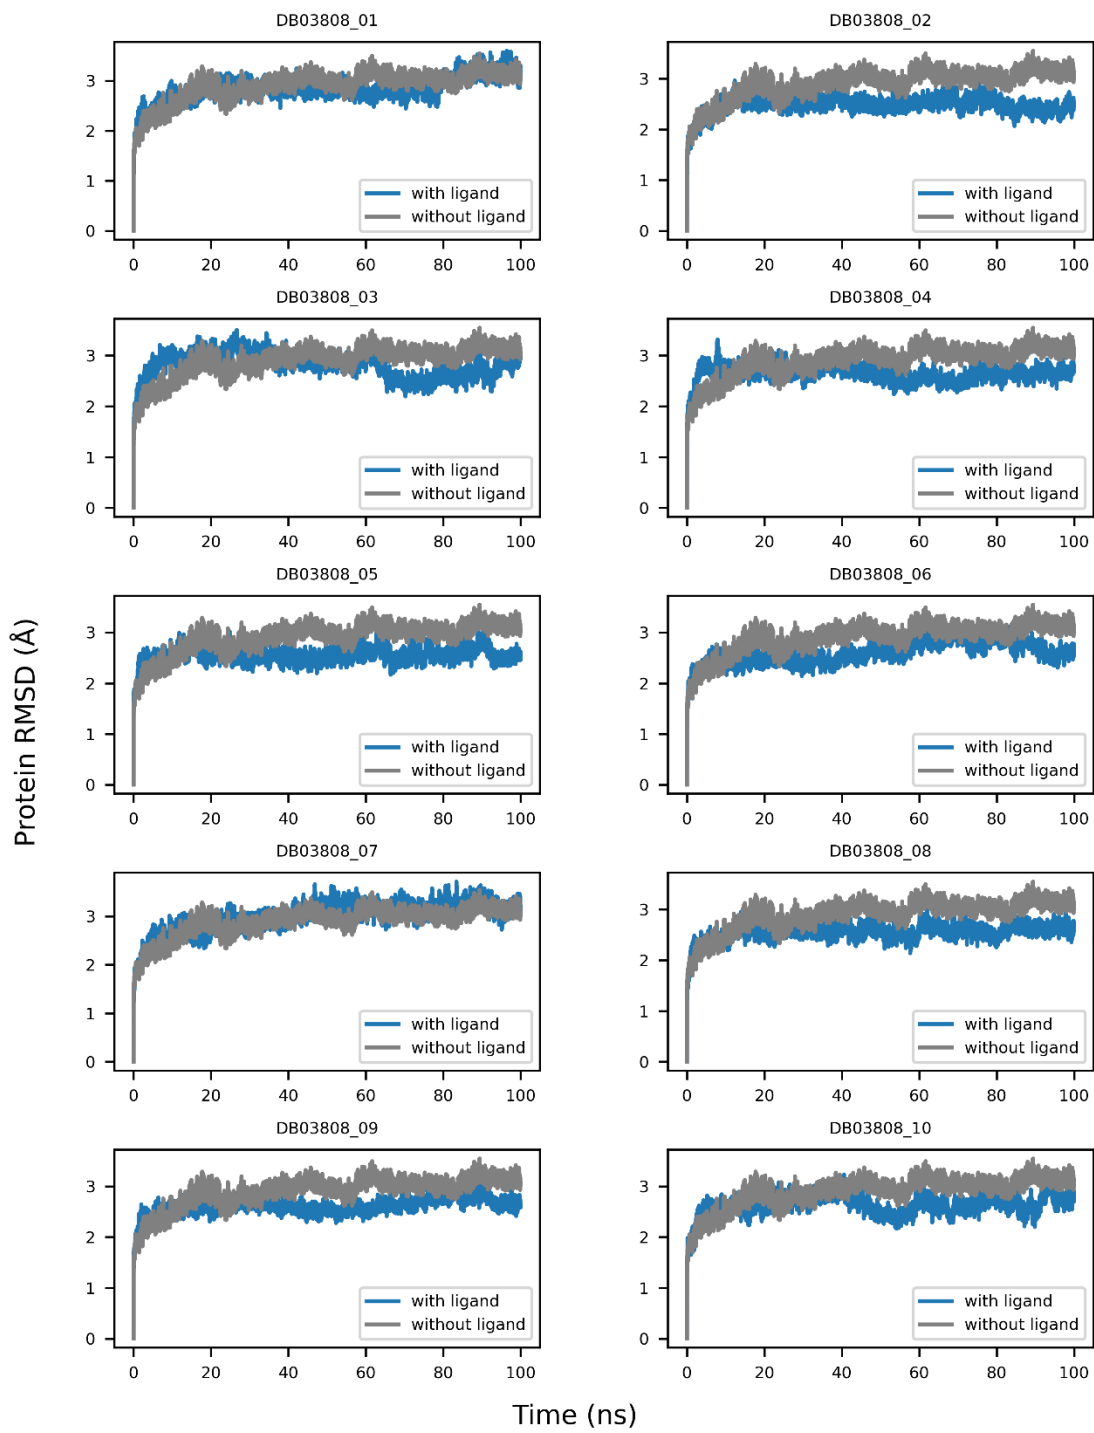 DB03808_01
DB03808_02
3
2
1
0
with ligand
without ligand
0 20 40 60 80 100
3
2
1
0
with ligand
without ligand
0 20 40 60 80 100
DB03808_03
DB03808_04
3
2
1
0
with ligand
without ligand
0 20 40 60 80 100
3
2
1
0
with ligand
without ligand
0 20 40 60 80 100
DB03808_05
DB03808_06
Protein RMSD (Å)
3
2
1
0
with ligand
without ligand
0 20 40 60 80 100
3
2
1
0
with ligand
without ligand
0 20 40 60 80 100
DB03808_07
DB03808_08
3
2
1
0
with ligand
without ligand
0 20 40 60 80 100
3
2
1
0
with ligand
without ligand
0 20 40 60 80 100
DB03808_09
DB03808_10
3
2
1
0
with ligand
without ligand
0 20 40 60 80 100
3
2
1
0
with ligand
without ligand
0 20 40 60 80 100
Time (ns)